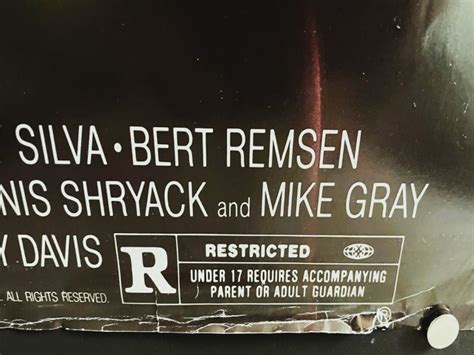 SILVA • BERT REMSEN
NIS SHRYACK and MIKE GRAY
Y DAVIS
R
RESTRICTED
UNDER 17 REQUIRES ACCOMPANYING
PARENT OR ADULT GUARDIAN
®
ALL RIGHTS RESERVED.